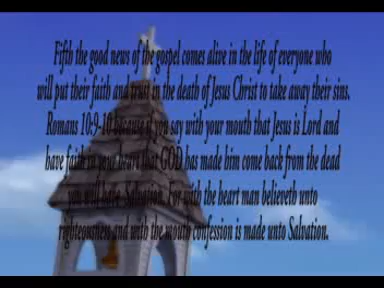 Fifth the good news of the gospel comes alive in the life of everyone who
will put their faith and trust in the death of Jesus Christ to take away their sins.
Romans 10:9-10 because if you say with your mouth that Jesus is Lord and
have faith in your heart that GOD has made him come back from the dead
you will have Salvation. For with the heart man believeth unto
righteousness and with the mouth confession is made unto Salvation.